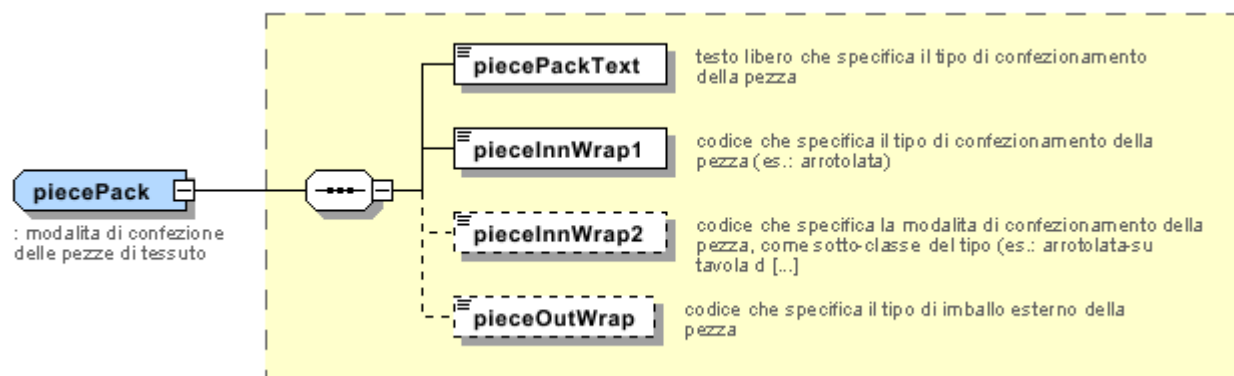 piecePackText
testo libero che specifica il tipo di confezionamento
della pezza
pieceInnWrap1
codice che specifica il tipo di confezionamento della
pezza (es.: arrotolata)
piecePack
: modalita di confezione
delle pezze di tessuto
pieceInnWrap2
codice che specifica la modalita di confezionamento della
pezza, come sotto-classe del tipo (es.: arrotolata-su
tavola d [...]
pieceOutWrap
codice che specifica il tipo di imballo esterno della
pezza